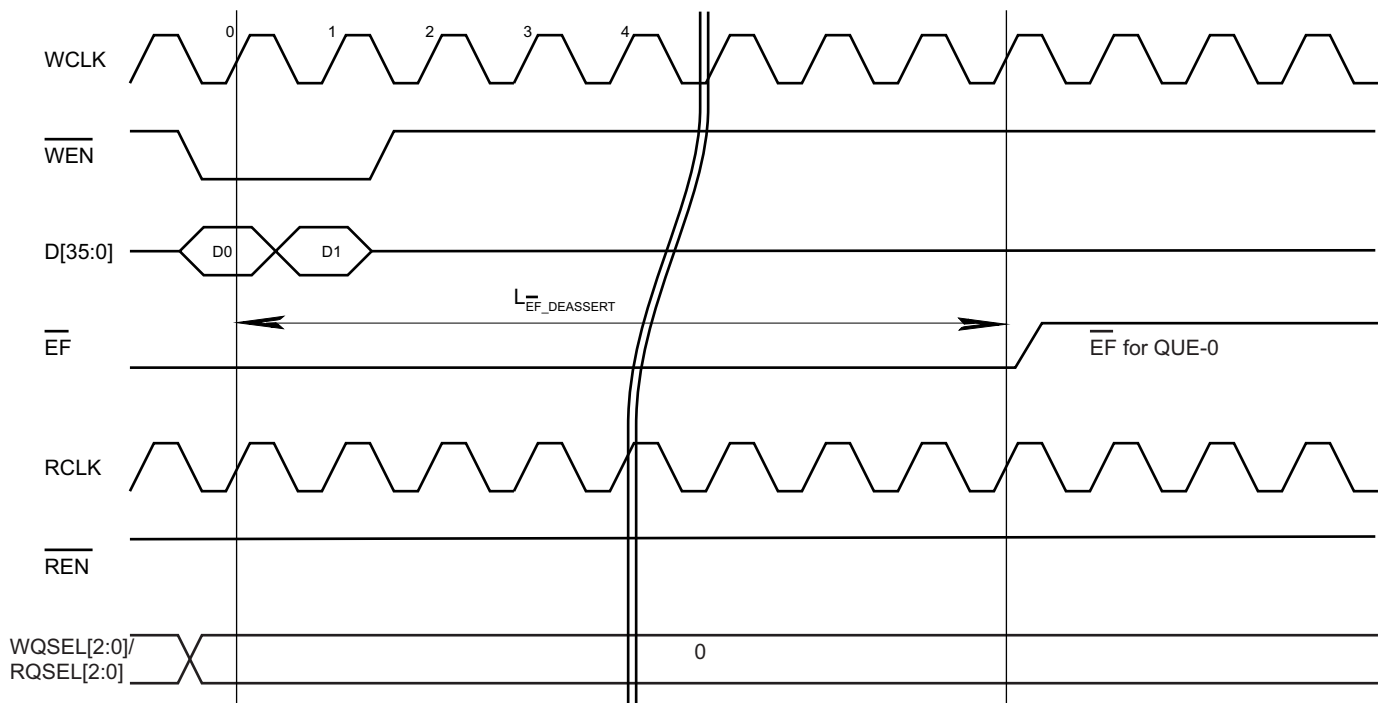 0 1 2 3 4
WCLK
WEN
D[35:0] D0 D1
LEF_DEASSERT
EF
EF for QUE-0
RCLK
REN
WQSEL[2:0]/
RQSEL[2:0]
0